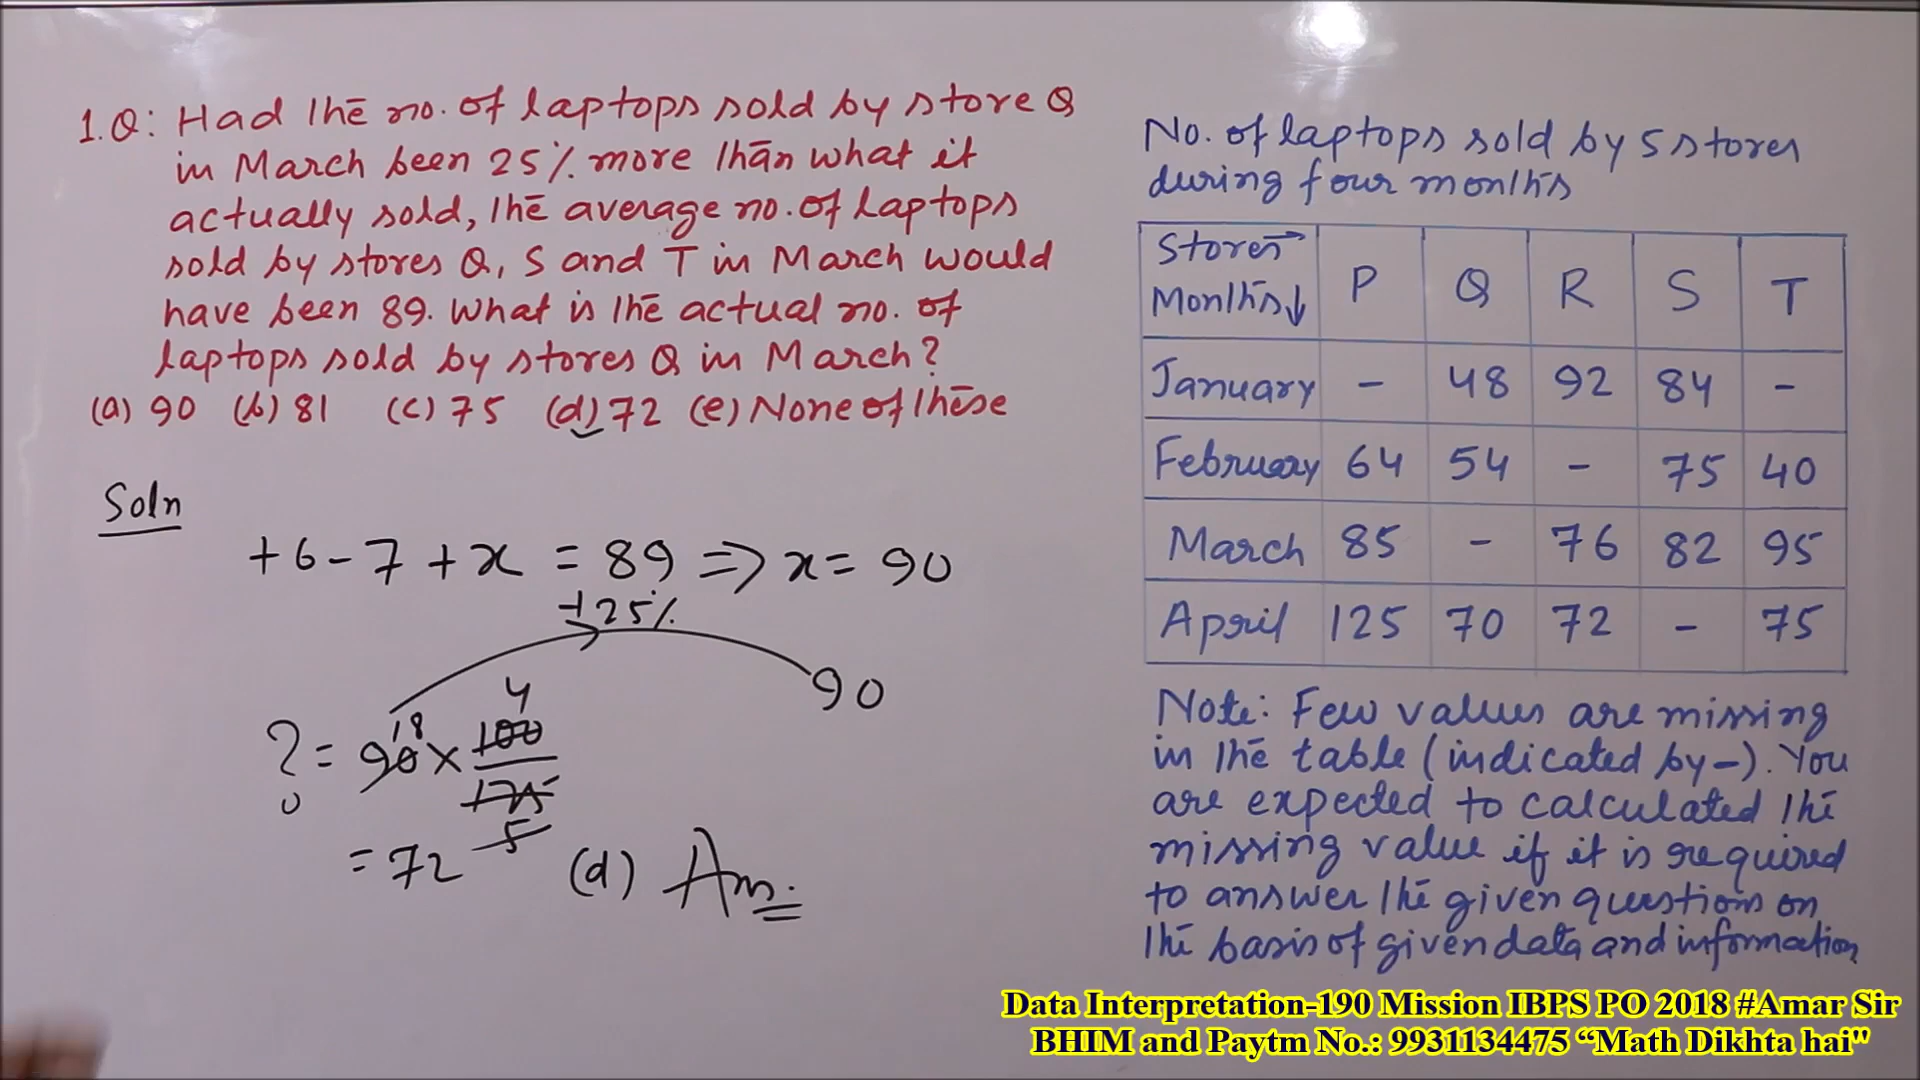 1.Q: Had the no. of laptops sold by store Q
in March been 25% more than what it
actually sold, the average no. of laptops
sold by stores Q, S and T in March would
have been 89. What is the actual no. of
laptops sold by stores Q in March?
(a) 90 (b) 81 (c) 75 (d) 72 (e) None of these
Soln
+6-7+x = 89 => x = 90
+25%
90
? = 90 18 × 100 4
125 5
= 72 (d) Ans.
No. of laptops sold by 5 stores
during four months
Stores→ P Q R S T
Months↓
January - 48 92 84 -
February 64 54 - 75 40
March 85 - 76 82 95
April 125 70 72 - 75
Note: Few values are missing
in the table (indicated by -). You
are expected to calculated the
missing value if it is required
to answer the given questions on
the basis of given data and information
Data Interpretation-190 Mission IBPS PO 2018 #Amar Sir
BHIM and Paytm No.: 9931134475 “Math Dikhta hai"